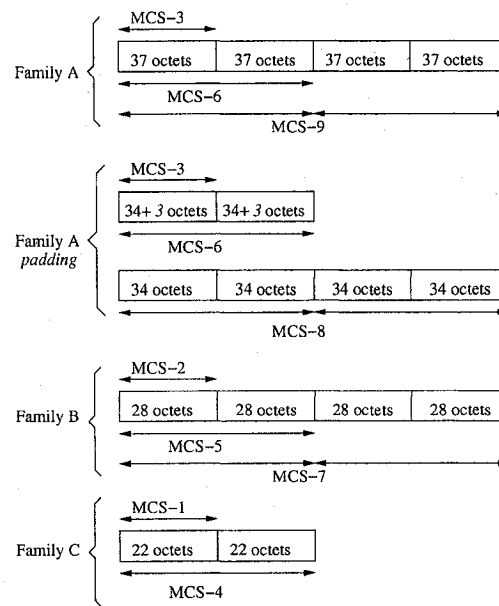 MCS−3
Family A
37 octets 37 octets 37 octets 37 octets
MCS−6
MCS−9
MCS−3
Family A
padding
34+ 3 octets 34+ 3 octets
MCS−6
34 octets 34 octets 34 octets 34 octets
MCS−8
MCS−2
Family B
28 octets 28 octets 28 octets 28 octets
MCS−5
MCS−7
MCS−1
Family C
22 octets 22 octets
MCS−4